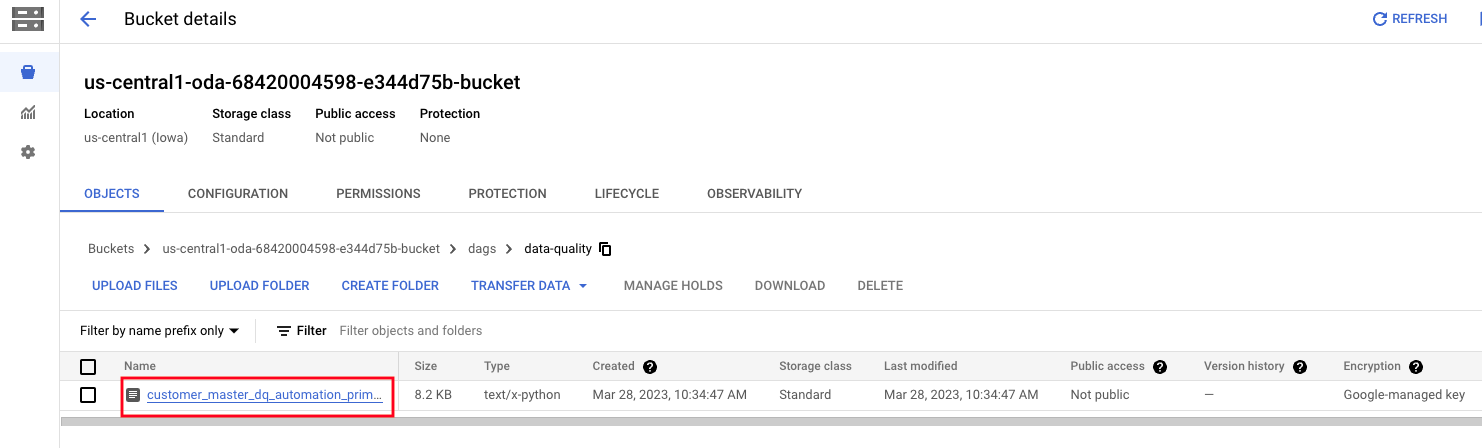 Bucket details
REFRESH
us-central1-oda-68420004598-e344d75b-bucket
Location Storage class Public access Protection
us-central1 (Iowa) Standard Not public None
OBJECTS CONFIGURATION PERMISSIONS PROTECTION LIFECYCLE OBSERVABILITY
Buckets > us-central1-oda-68420004598-e344d75b-bucket > dags > data-quality
UPLOAD FILES UPLOAD FOLDER CREATE FOLDER TRANSFER DATA MANAGE HOLDS DOWNLOAD DELETE
Filter by name prefix only Filter Filter objects and folders
Name Size Type Created Storage class Last modified Public access Version history Encryption
customer_master_dq_automation_prim... 8.2 KB text/x-python Mar 28, 2023, 10:34:47 AM Standard Mar 28, 2023, 10:34:47 AM Not public — Google-managed key